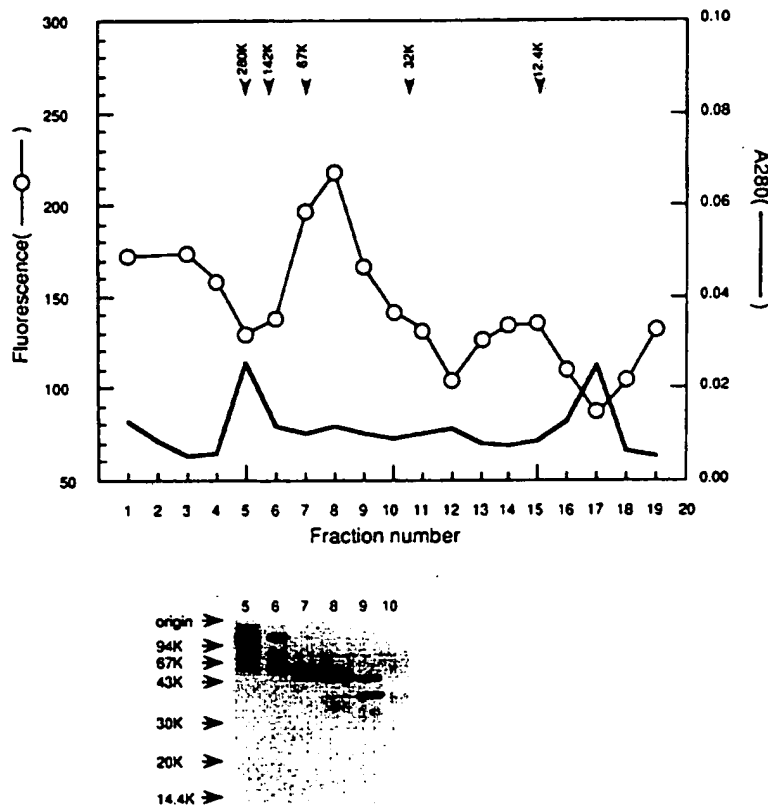 300
250
200
150
100
50
Fluorescence( —○— )
280K
142K
67K
32K
12.4K
0.10
0.08
0.06
0.04
0.02
0.00
A280( —— )
1 2 3 4 5 6 7 8 9 10 11 12 13 14 15 16 17 18 19 20
Fraction number
5 6 7 8 9 10
origin
94K
67K
43K
30K
20K
14.4K